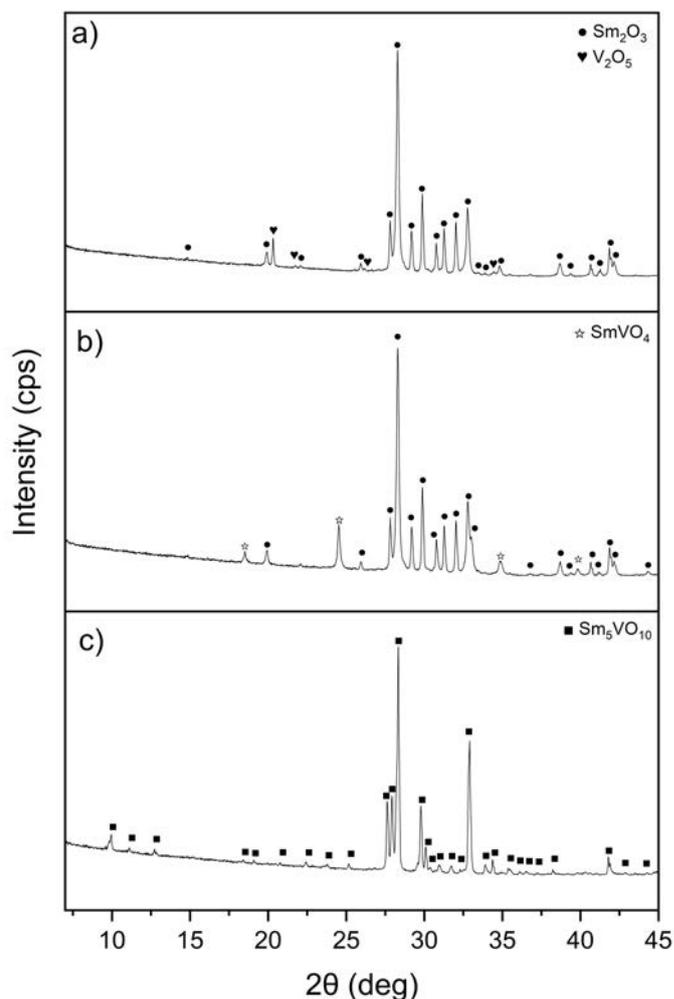 a)
● Sm₂O₃
♥ V₂O₅
b)
☆ SmVO₄
c)
■ Sm₅VO₁₀
Intensity (cps)
10 15 20 25 30 35 40 45
2θ (deg)